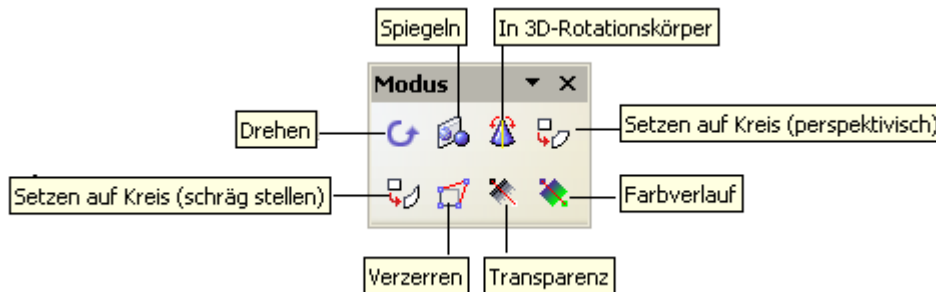 Spiegeln
In 3D-Rotationskörper
Modus
Drehen
Setzen auf Kreis (perspektivisch)
Setzen auf Kreis (schräg stellen)
Farbverlauf
Verzerren
Transparenz